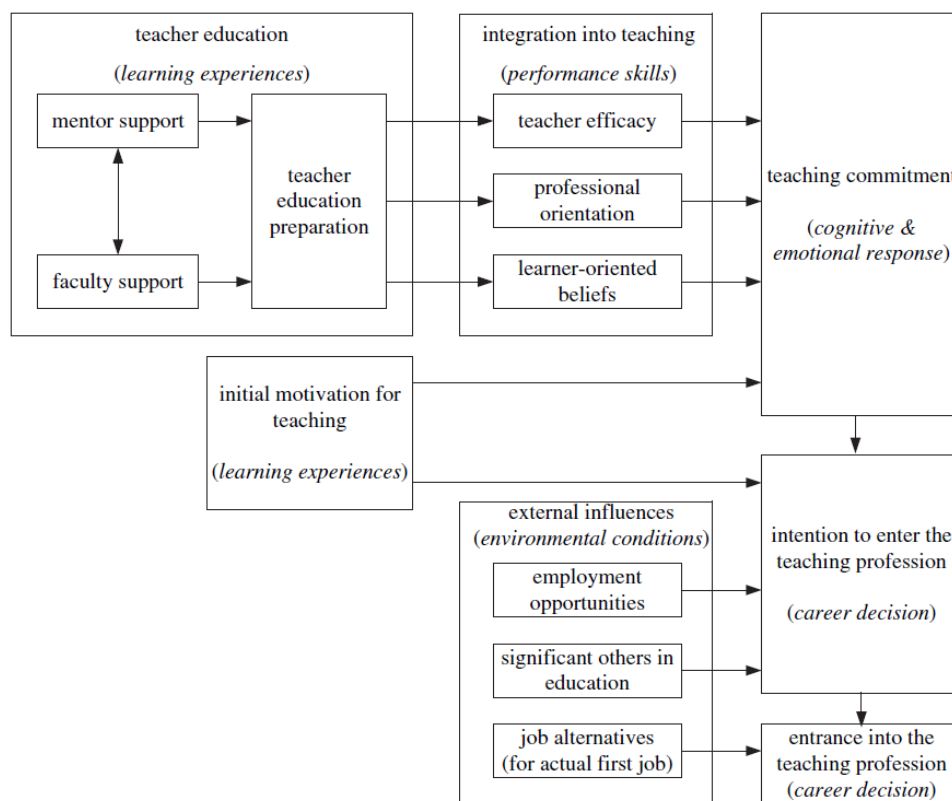 teacher education
(learning experiences)
mentor support
faculty support
teacher
education
preparation
integration into teaching
(performance skills)
teacher efficacy
professional
orientation
learner-oriented
beliefs
teaching commitment
(cognitive &
emotional response)
initial motivation for
teaching
(learning experiences)
external influences
(environmental conditions)
employment
opportunities
significant others in
education
job alternatives
(for actual first job)
intention to enter the
teaching profession
(career decision)
entrance into the
teaching profession
(career decision)